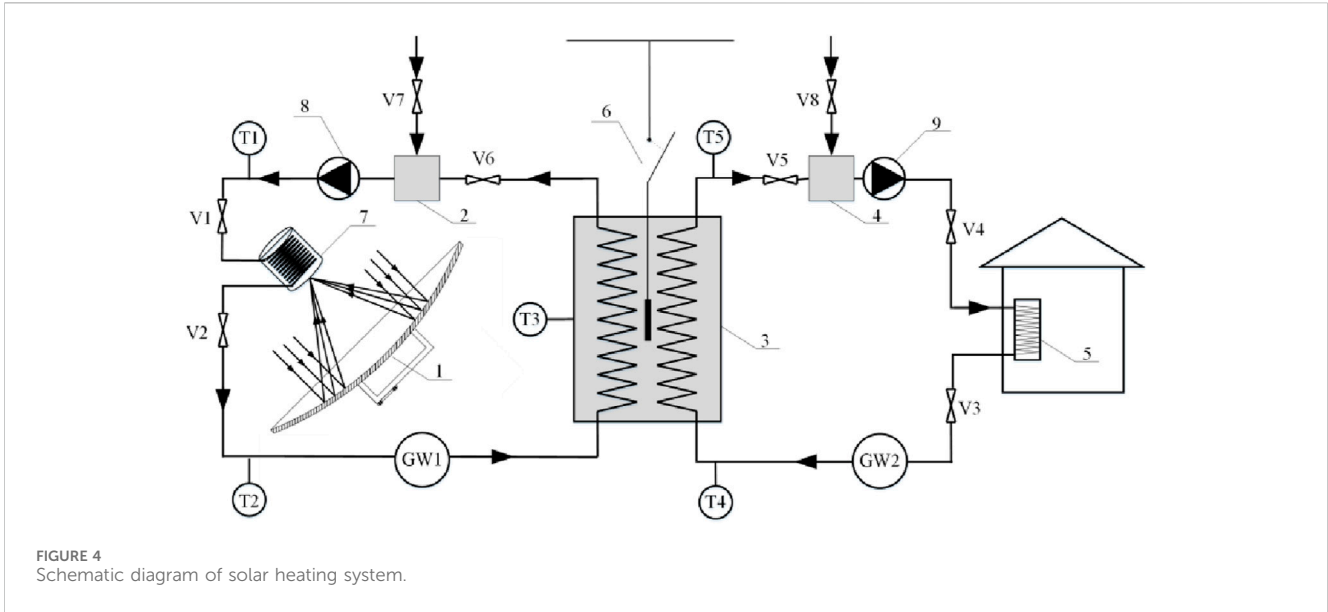 V7
V8
8
6
9
T1
T5
V6
V5
2
4
V1
7
V4
V2
T3
3
5
1
V3
GW1
GW2
T2
T4
FIGURE 4
Schematic diagram of solar heating system.